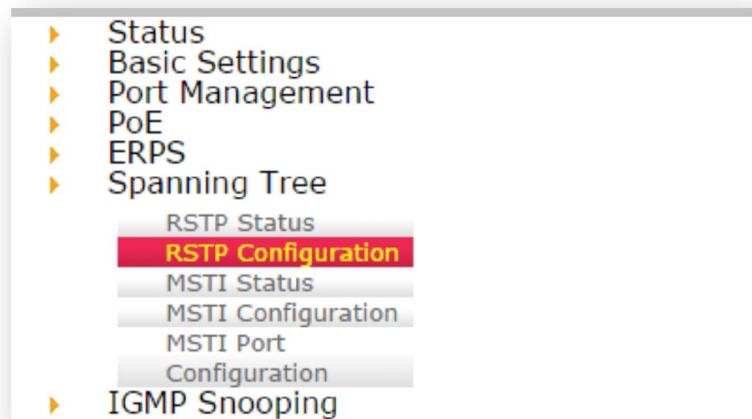 Status
Basic Settings
Port Management
PoE
ERPS
Spanning Tree
RSTP Status
RSTP Configuration
MSTI Status
MSTI Configuration
MSTI Port
Configuration
IGMP Snooping